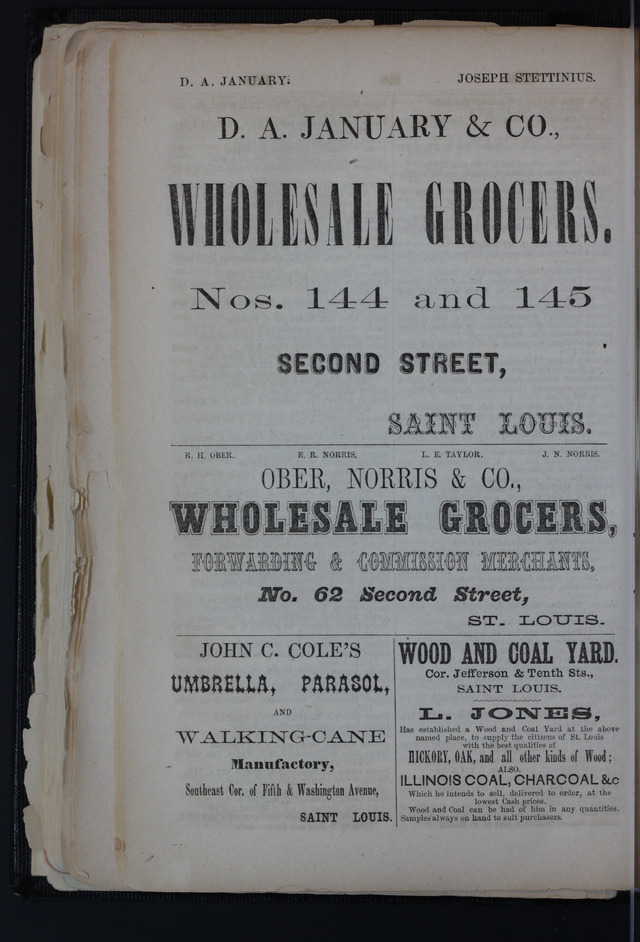 D. A. JANUARY. JOSEPH STETTINIUS.
D. A. JANUARY & CO.,
WHOLESALE GROCERS.
Nos. 144 and 145
SECOND STREET,
SAINT LOUIS.
R. H. OBER. E. R. NORRIS. L. E. TAYLOR. J. N. NORRIS.
OBER, NORRIS & CO.,
WHOLESALE GROCERS,
FORWARDING & COMMISSION MERCHANTS,
No. 62 Second Street,
ST. LOUIS.
JOHN C. COLE'S
UMBRELLA, PARASOL,
AND
WALKING-CANE
Manufactory,
Southeast Cor. of Fifth & Washington Avenue,
SAINT LOUIS.
WOOD AND COAL YARD.
Cor. Jefferson & Tenth Sts.,
SAINT LOUIS.
L. JONES,
Has established a Wood and Coal Yard at the above
named place, to supply the citizens of St. Louis
with the best qualities of
HICKORY, OAK, and all other kinds of Wood;
ALSO,
ILLINOIS COAL, CHARCOAL &c
Which he intends to sell, delivered to order, at the
lowest Cash prices.
Wood and Coal can be had of him in any quantities.
Samples always on hand to suit purchasers.